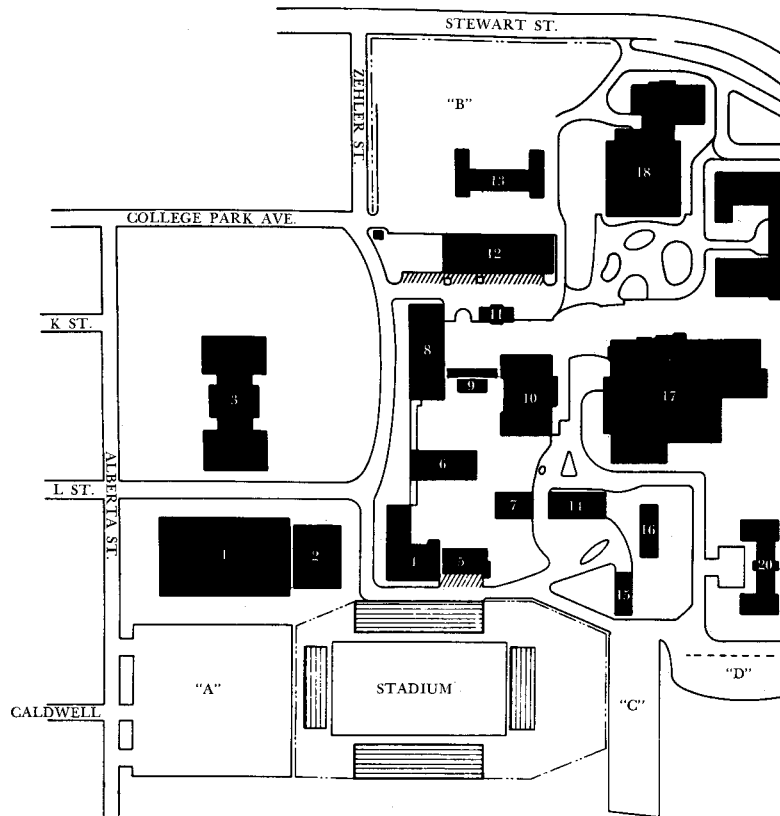 STEWART ST.
ZEHLER ST.
"B"
13
18
COLLEGE PARK AVE.
12
K ST.
11
8
3
9
10
17
6
L ST.
ALBERTA ST.
7
14
16
1
2
4
5
20
15
"A"
STADIUM
"C"
"D"
CALDWELL